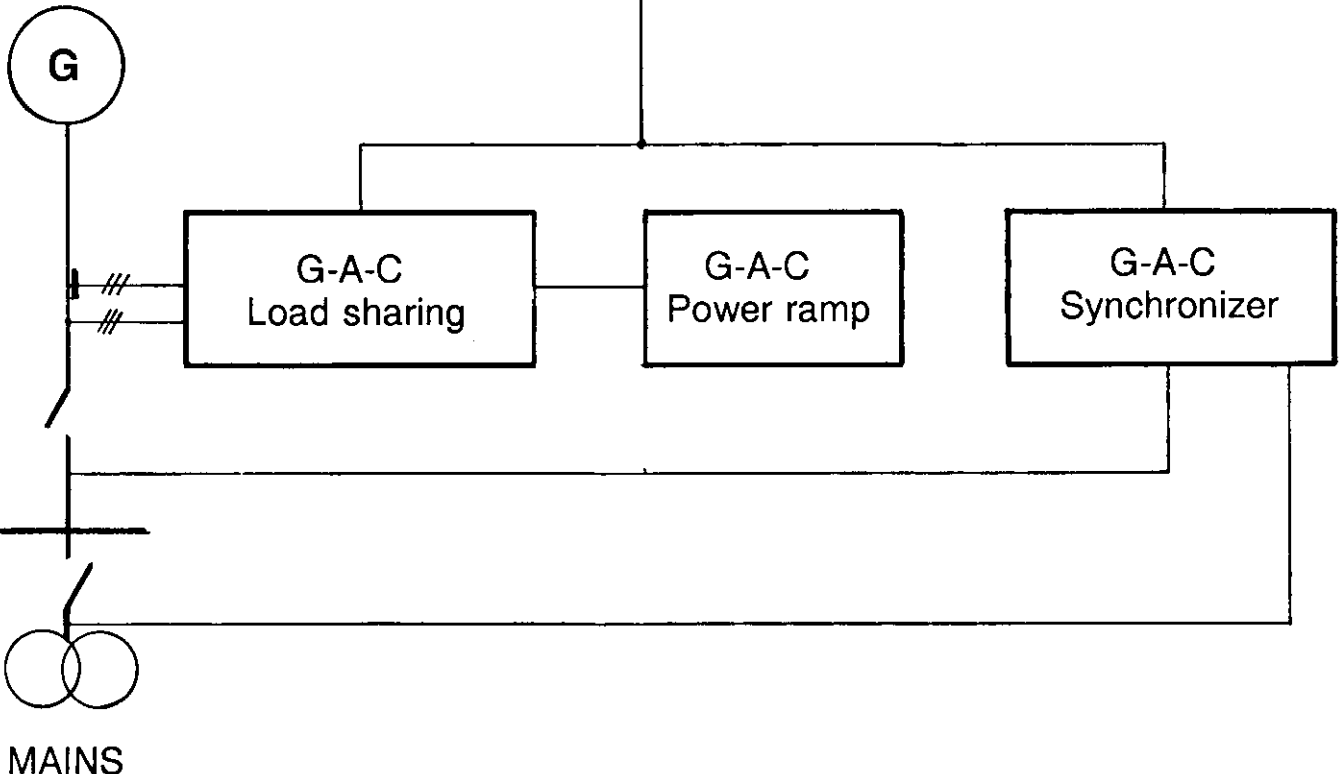 G
G-A-C
Load sharing
G-A-C
Power ramp
G-A-C
Synchronizer
MAINS